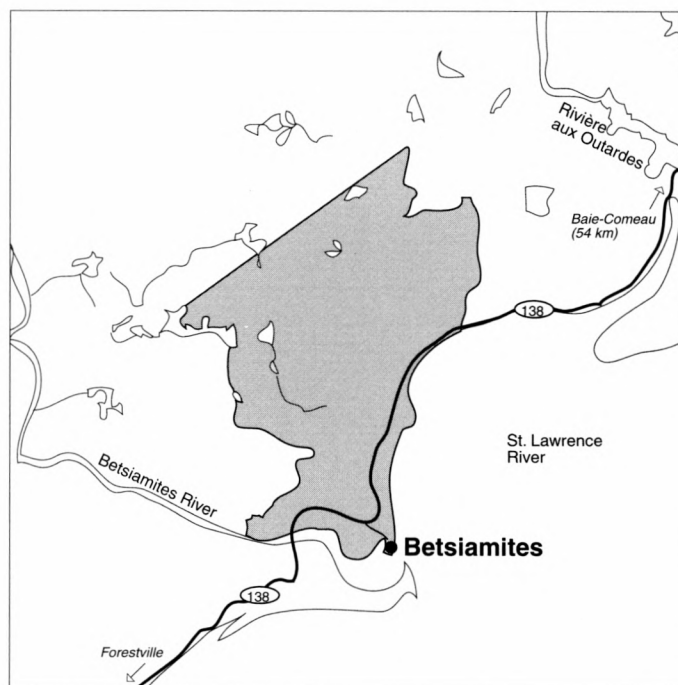 Rivière
aux Outardes
Baie-Comeau
(54 km)
138
St. Lawrence
River
Betsiamites River
Betsiamites
138
Forestville